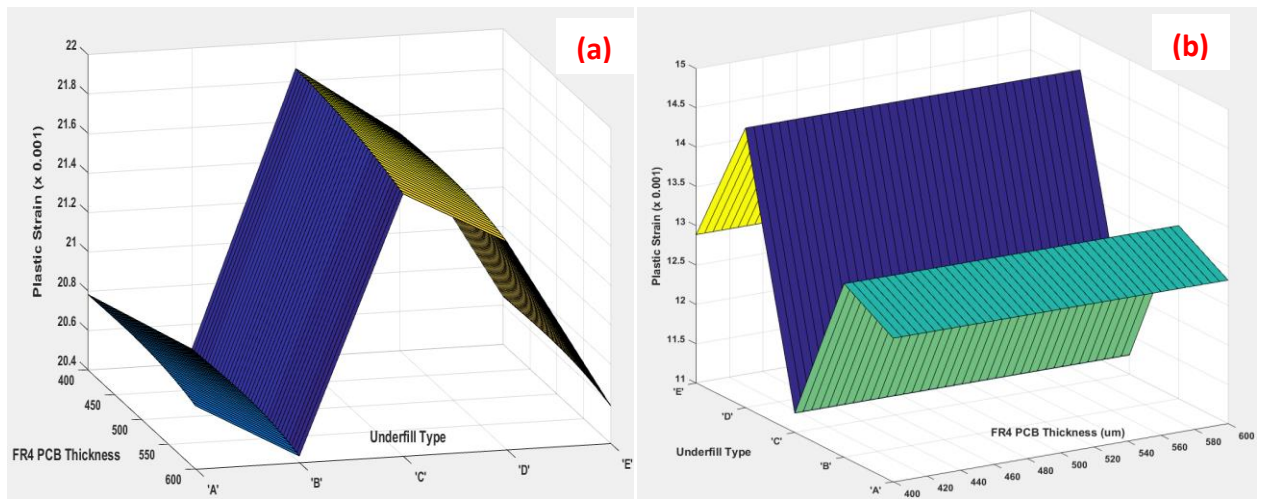 (a)
22
21.8
21.6
21.4
21.2
21
20.8
20.6
20.4
Plastic Strain (x 0.001)
400
450
500
550
600
FR4 PCB Thickness
'A'
'B'
'C'
'D'
'E'
Underfill Type
(b)
15
14.5
14
13.5
13
12.5
12
11.5
11
Plastic Strain (x 0.001)
'E'
'D'
'C'
'B'
'A'
Underfill Type
FR4 PCB Thickness (um)
400
420
440
460
480
500
520
540
560
580
600